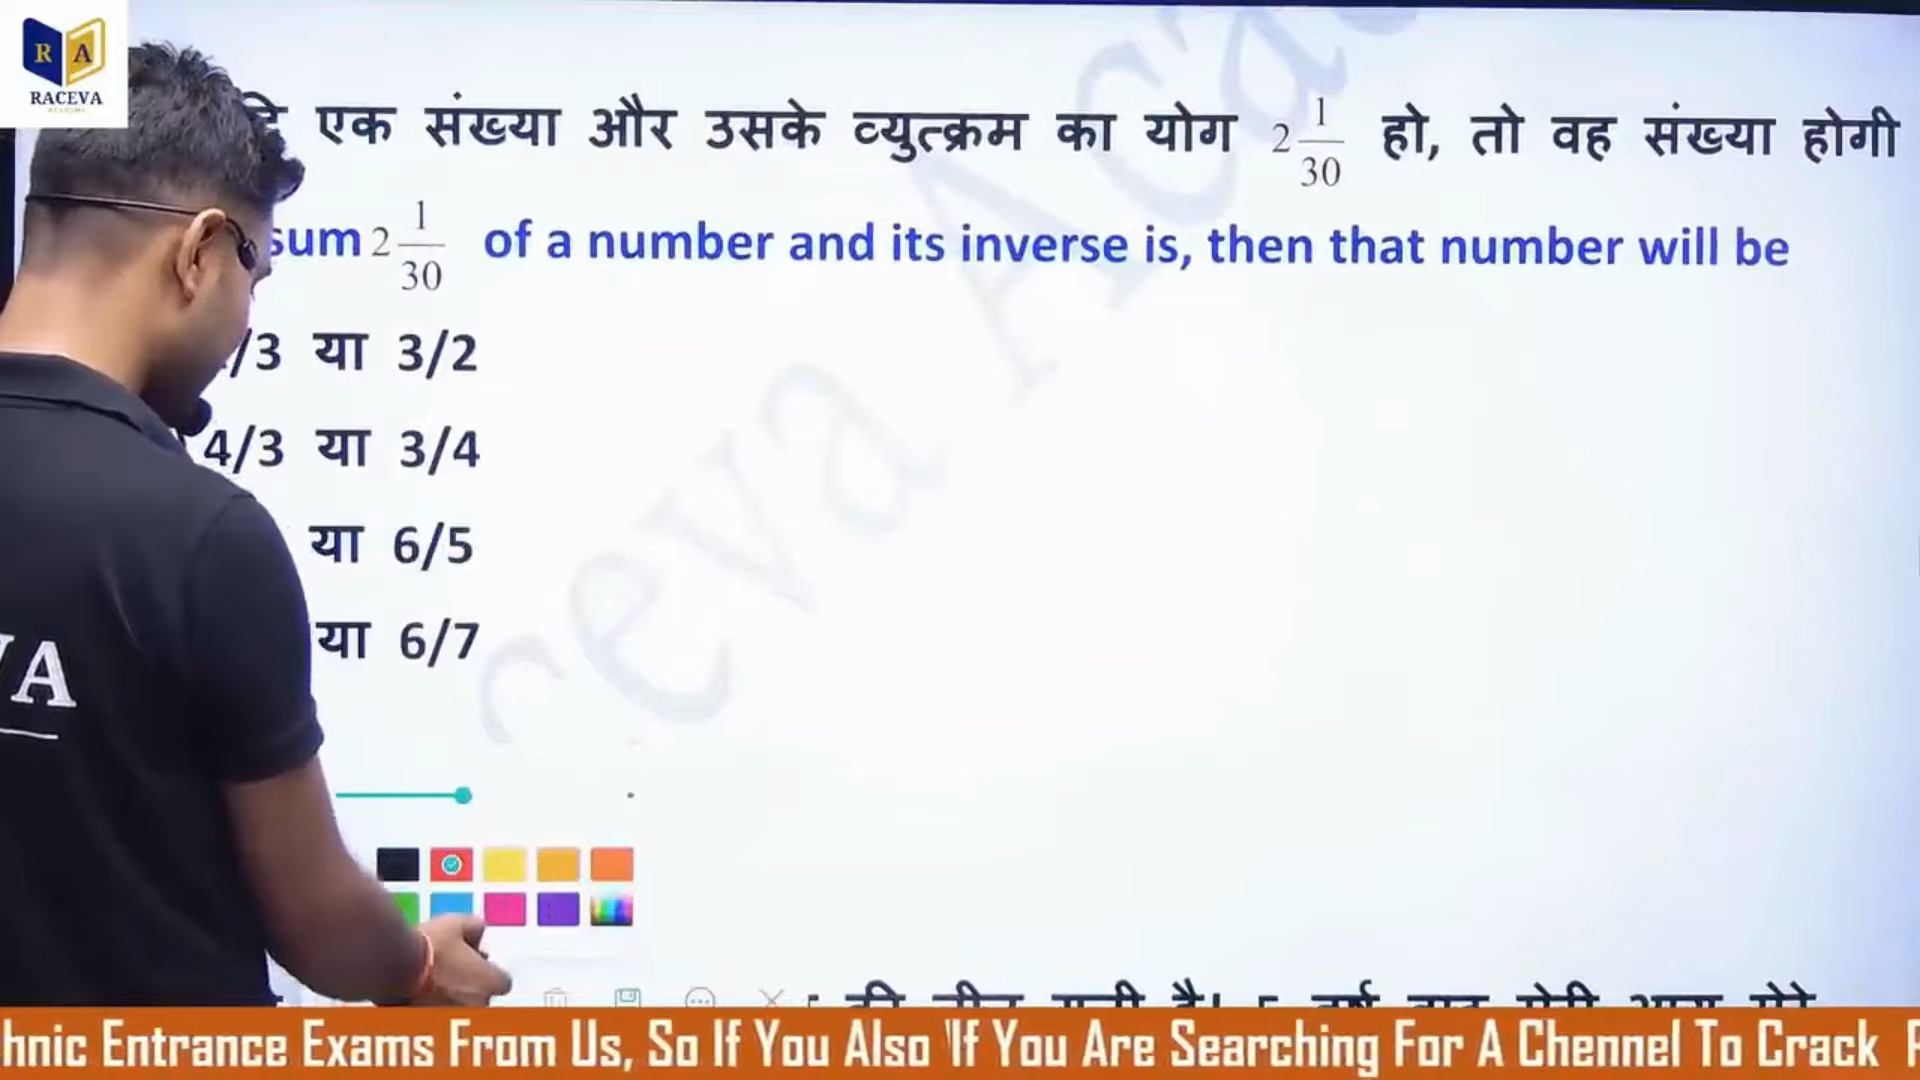 R A
RACEVA
एक संख्या और उसके व्युत्क्रम का योग 2 1/30 हो, तो वह संख्या होगी
sum 2 1/30 of a number and its inverse is, then that number will be
/3 या 3/2
4/3 या 3/4
या 6/5
या 6/7
VA
hnic Entrance Exams From Us, So If You Also 'If You Are Searching For A Chennel To Crack